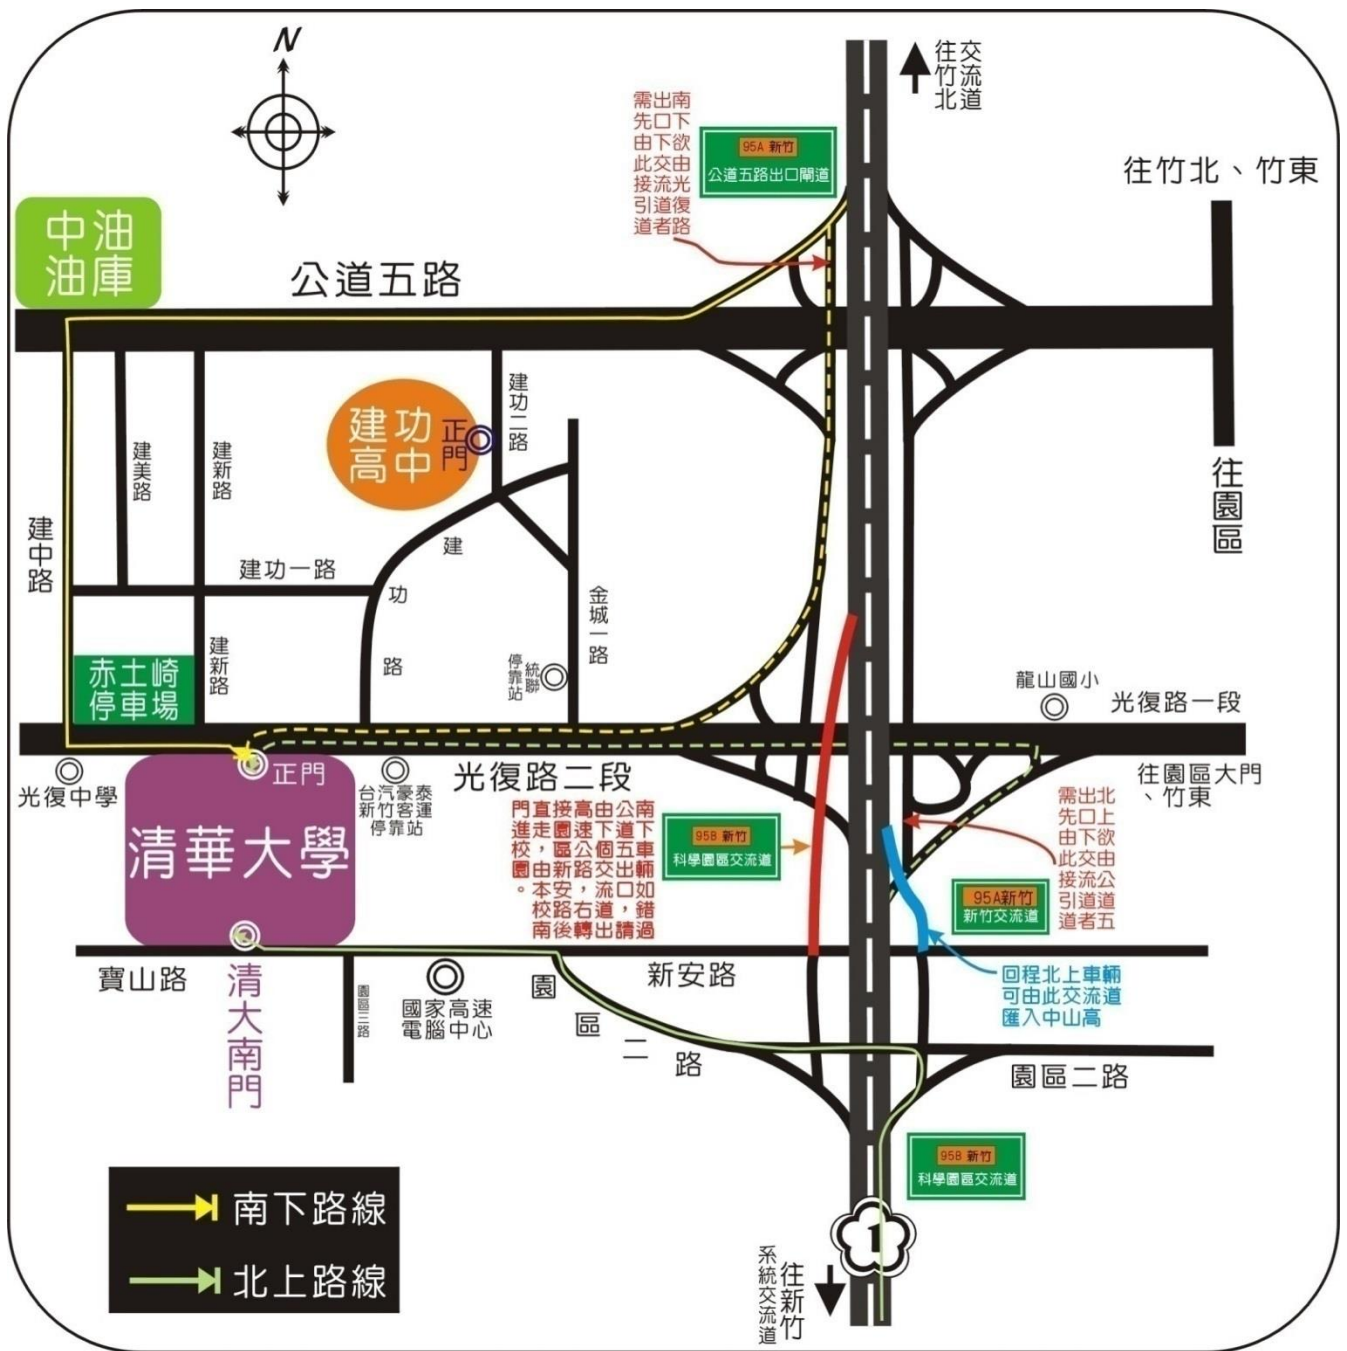 N
往竹北
交流道
南下欲由光復路
出口下交流道者
需先由此接引道
95A 新竹
公道五路出口閘道
往竹北、竹東
中油
油庫
公道五路
建功
高中
正門
建功二路
建美路
建新路
往園區
建中路
建功一路
建功路
金城一路
赤土崎
停車場
建新路
統聯
停靠站
龍山國小
光復路一段
正門
光復中學
台汽豪泰
新竹客運
停靠站
光復路二段
往園區大門
、竹東
清華大學
南下車輛如錯過
公道五出口，請
由下個交流道出
高速公路，右轉
接園區新安路後
直走，由本校南
門進校園。
95B 新竹
科學園區交流道
北上欲由公道五
出口下交流道者
需先由此接引道
95A新竹
新竹交流道
寶山路
清大南門
園區三路
國家高速
電腦中心
園區二路
新安路
回程北上車輛
可由此交流道
匯入中山高
園區二路
95B 新竹
科學園區交流道
南下路線
北上路線
1
往新竹
系統交流道